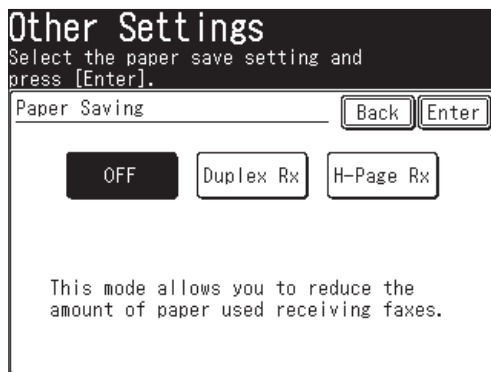 Other Settings
Select the paper save setting and
press [Enter].
Paper Saving Back Enter
OFF Duplex Rx H-Page Rx
This mode allows you to reduce the
amount of paper used receiving faxes.